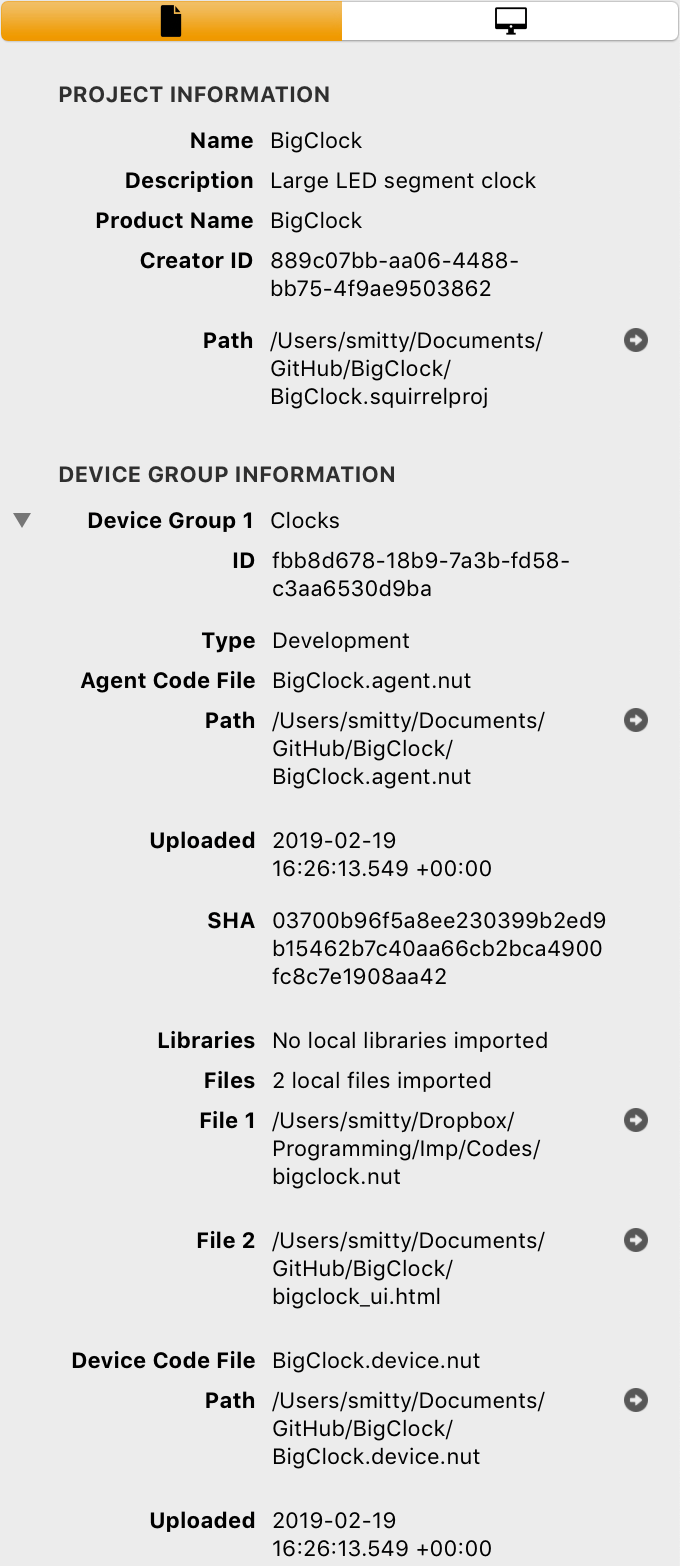 PROJECT INFORMATION
Name BigClock
Description Large LED segment clock
Product Name BigClock
Creator ID 889c07bb-aa06-4488-
bb75-4f9ae9503862
Path /Users/smitty/Documents/
GitHub/BigClock/
BigClock.squirrelproj
DEVICE GROUP INFORMATION
Device Group 1 Clocks
ID fbb8d678-18b9-7a3b-fd58-
c3aa6530d9ba
Type Development
Agent Code File BigClock.agent.nut
Path /Users/smitty/Documents/
GitHub/BigClock/
BigClock.agent.nut
Uploaded 2019-02-19
16:26:13.549 +00:00
SHA 03700b96f5a8ee230399b2ed9
b15462b7c40aa66cb2bca4900
fc8c7e1908aa42
Libraries No local libraries imported
Files 2 local files imported
File 1 /Users/smitty/Dropbox/
Programming/Imp/Codes/
bigclock.nut
File 2 /Users/smitty/Documents/
GitHub/BigClock/
bigclock_ui.html
Device Code File BigClock.device.nut
Path /Users/smitty/Documents/
GitHub/BigClock/
BigClock.device.nut
Uploaded 2019-02-19
16:26:13.549 +00:00